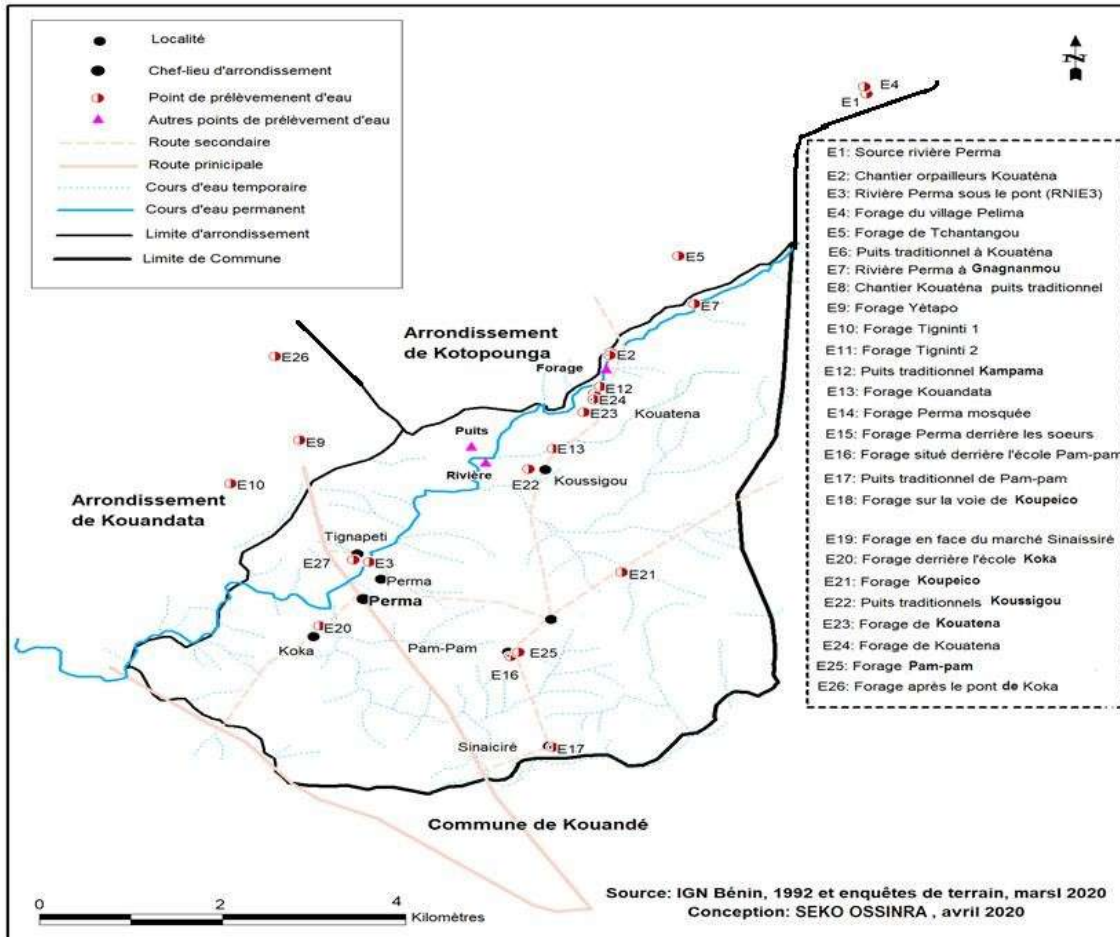 Localité
Chef-lieu d'arrondissement
Point de prélèvemenent d'eau
Autres points de prélèvement d'eau
Route secondaire
Route prinicipale
Cours d'eau temporaire
Cours d'eau permanent
Limite d'arrondissement
Limite de Commune
N
E4
E1
E1: Source rivière Perma
E2: Chantier orpailleurs Kouaténa
E3: Rivière Perma sous le pont (RNIE3)
E4: Forage du village Pelima
E5: Forage de Tchantangou
E6: Puits traditionnel à Kouaténa
E7: Rivière Perma à Gnagnanmou
E8: Chantier Kouaténa puits traditionnel
E9: Forage Yètapo
E10: Forage Tigninti 1
E11: Forage Tigninti 2
E12: Puits traditionnel Kampama
E13: Forage Kouandata
E14: Forage Perma mosquée
E15: Forage Perma derrière les soeurs
E16: Forage situé derrière l'école Pam-pam
E17: Puits traditionnel de Pam-pam
E18: Forage sur la voie de Koupeico
E19: Forage en face du marché Sinaissiré
E20: Forage derrière l'école Koka
E21: Forage Koupeico
E22: Puits traditionnels Koussigou
E23: Forage de Kouatena
E24: Forage de Kouatena
E25: Forage Pam-pam
E26: Forage après le pont de Koka
E5
E7
Arrondissement
de Kotopounga
E26
E2
Forage
E12
E24
E23
Kouatena
Puits
E9
E13
Rivière
E22
Koussigou
E10
Arrondissement
de Kouandata
Tignapeti
E27
E3
E21
Perma
Perma
E20
Koka
Pam-Pam
E25
E16
Sinaiciré
E17
Commune de Kouandé
0
2
4
Kilomètres
Source: IGN Bénin, 1992 et enquêtes de terrain, marsl 2020
Conception: SEKO OSSINRA , avril 2020